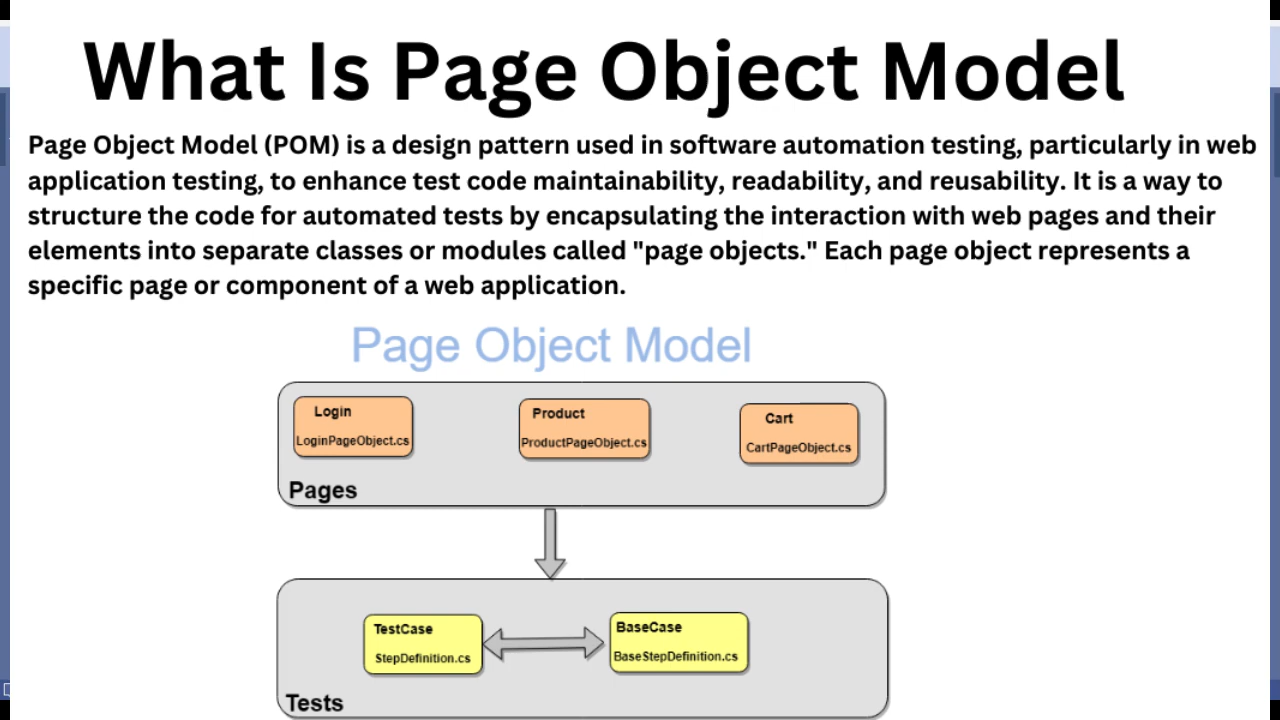 What Is Page Object Model
Page Object Model (POM) is a design pattern used in software automation testing, particularly in web
application testing, to enhance test code maintainability, readability, and reusability. It is a way to
structure the code for automated tests by encapsulating the interaction with web pages and their
elements into separate classes or modules called "page objects." Each page object represents a
specific page or component of a web application.
Page Object Model
Login
LoginPageObject.cs
Product
ProductPageObject.cs
Cart
CartPageObject.cs
Pages
TestCase
StepDefinition.cs
BaseCase
BaseStepDefinition.cs
Tests